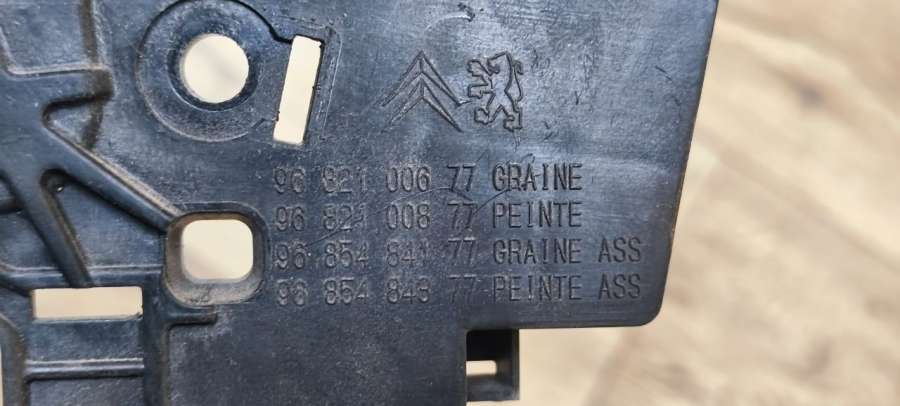 96 821 006 77 GRAINE
96 821 008 77 PEINTE
96 854 841 77 GRAINE ASS
96 854 843 77 PEINTE ASS